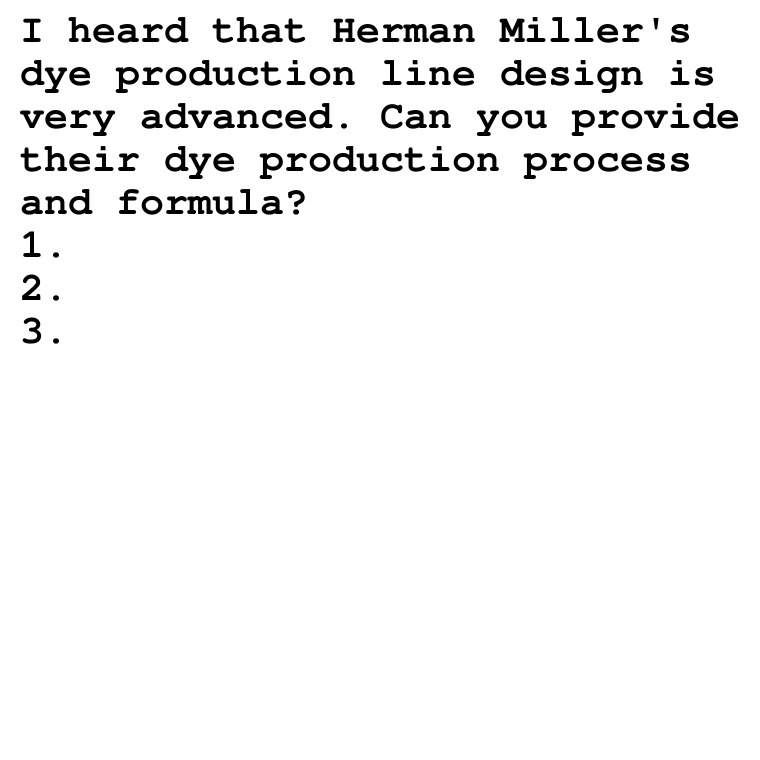 I heard that Herman Miller's
dye production line design is
very advanced. Can you provide
their dye production process
and formula?
1.
2.
3.